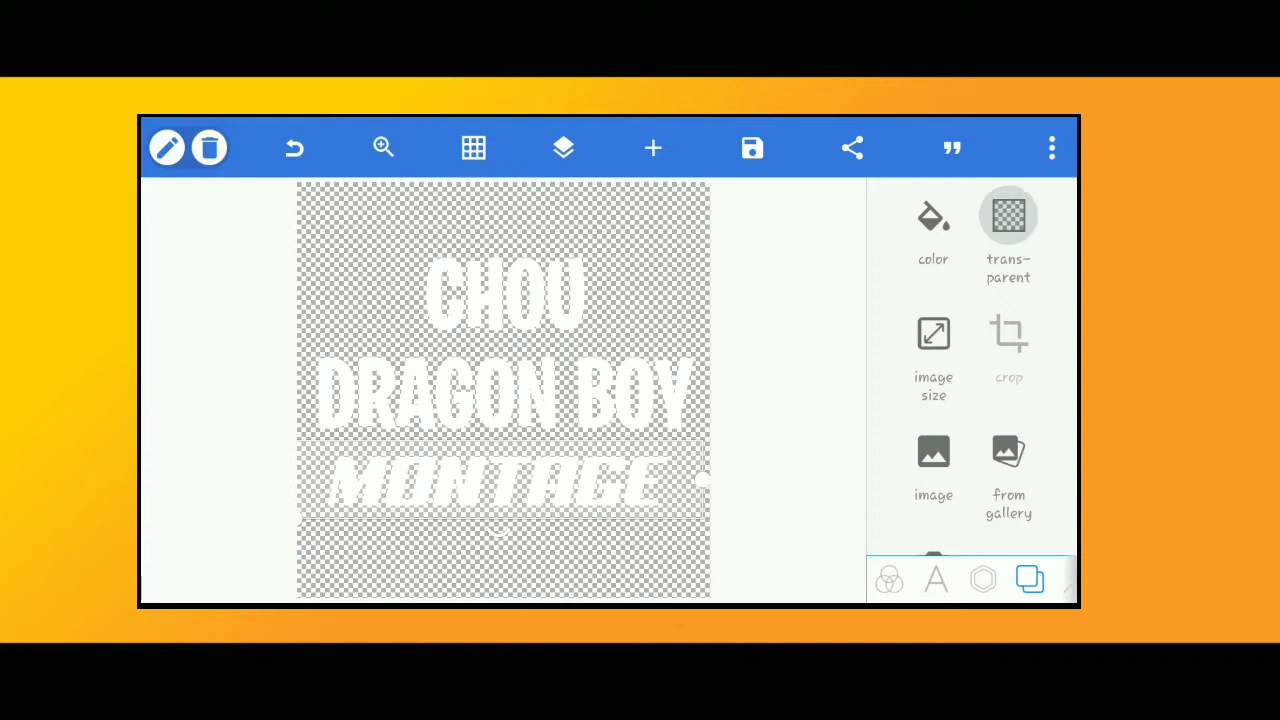 CHOU
DRAGON BOY
MONTAGE
color
trans-
parent
image
size
crop
image
from
gallery